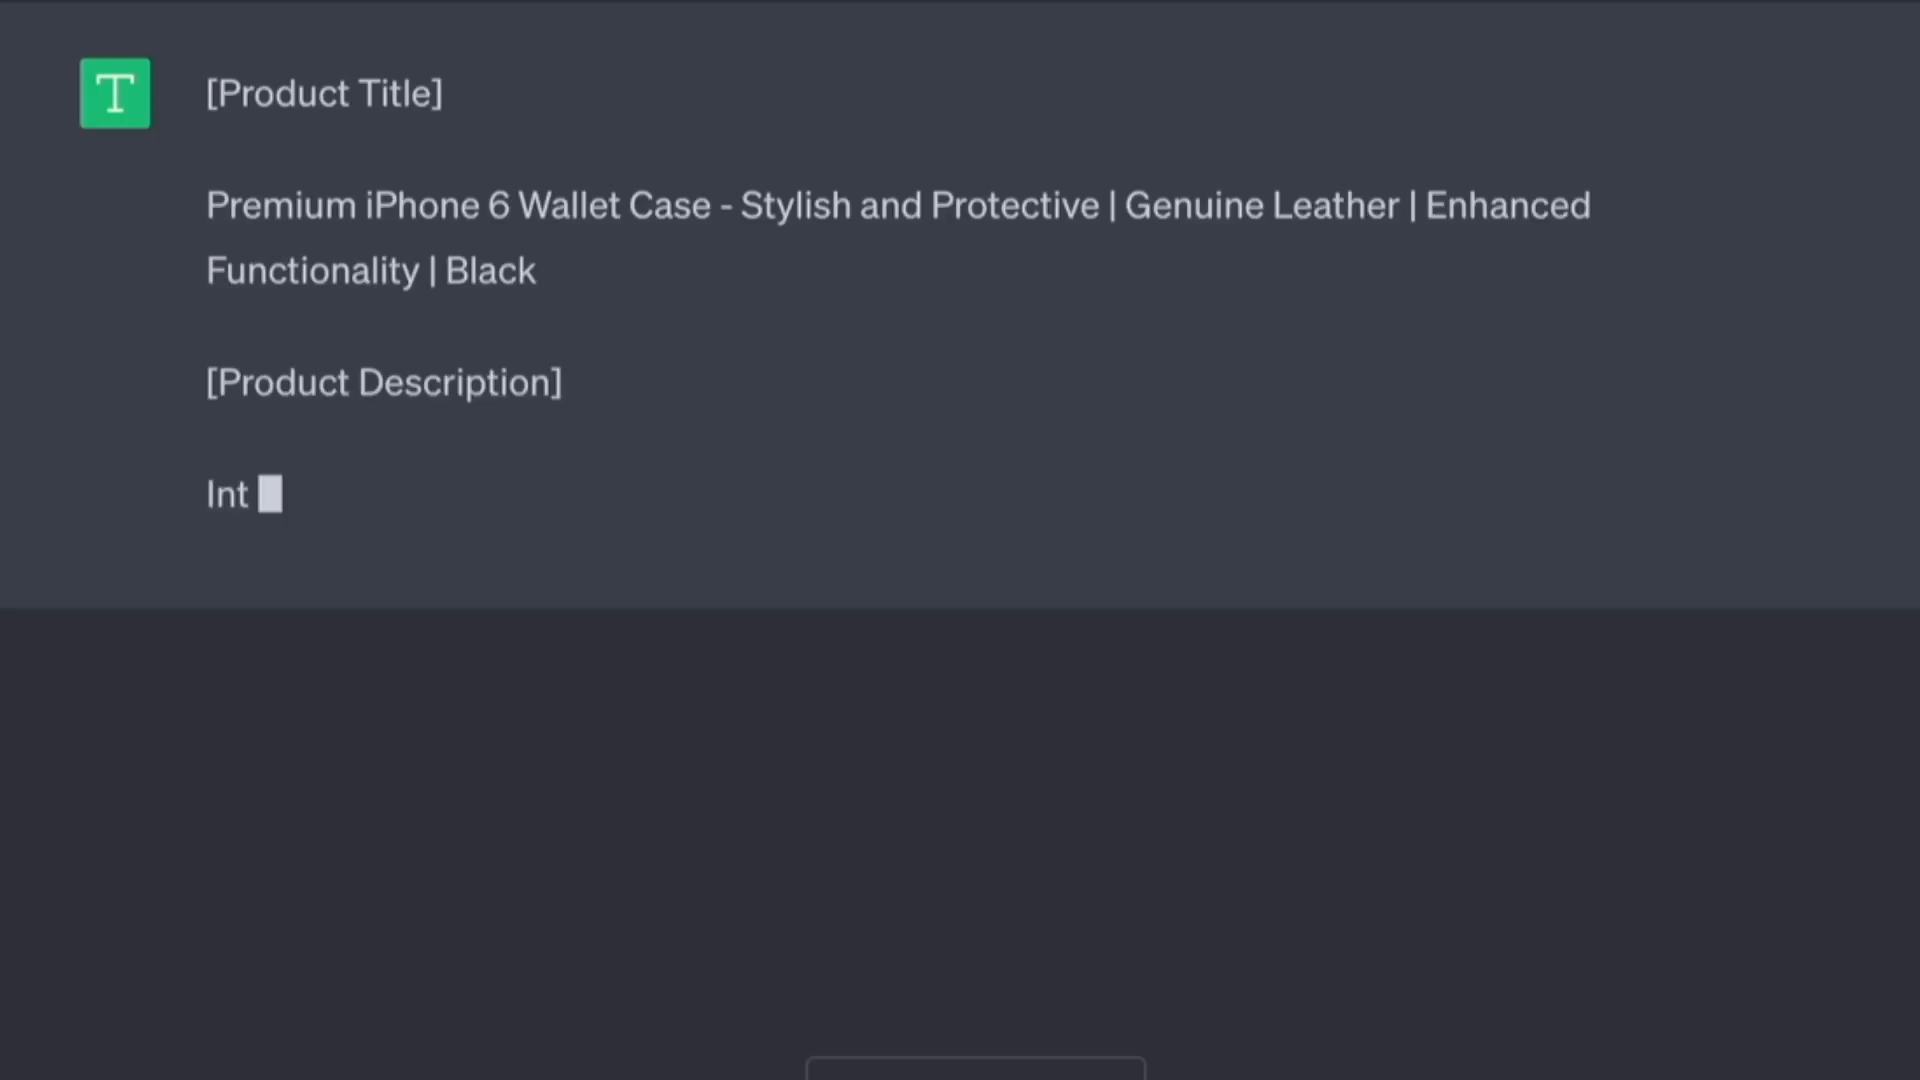 T
[Product Title]
Premium iPhone 6 Wallet Case - Stylish and Protective | Genuine Leather | Enhanced
Functionality | Black
[Product Description]
Int